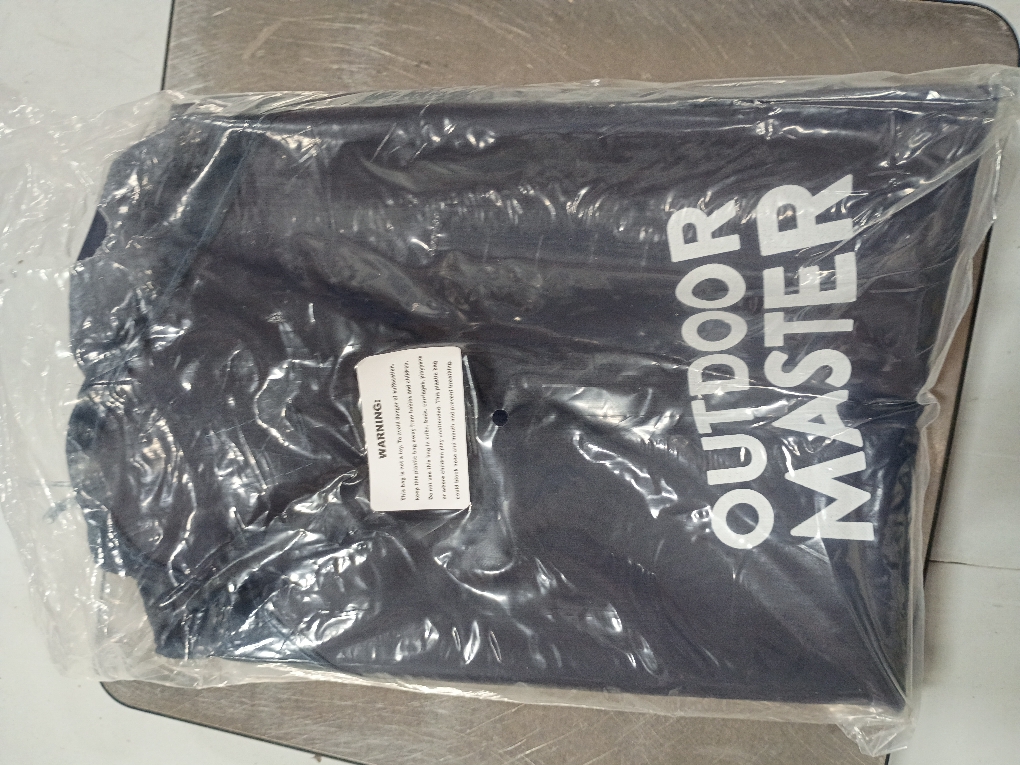 WARNING:
This bag is not a toy. To avoid danger of suffocation,
keep this plastic bag away from babies and children.
Do not use this bag in cribs, beds, carriages, playpens
or where children play unattended. This plastic bag
could block nose and mouth and prevent breathing.
OUTDOOR
MASTER